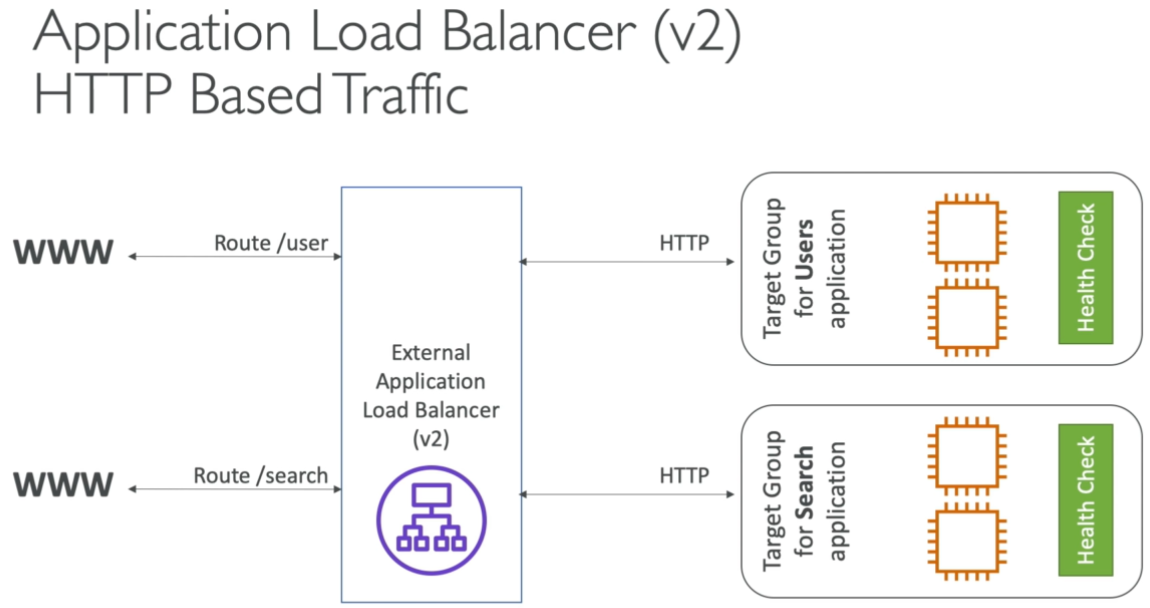 Application Load Balancer (v2)
HTTP Based Traffic
WWW
Route /user
HTTP
Target Group
for Users
application
Health Check
External
Application
Load Balancer
(v2)
WWW
Route /search
HTTP
Target Group
for Search
application
Health Check